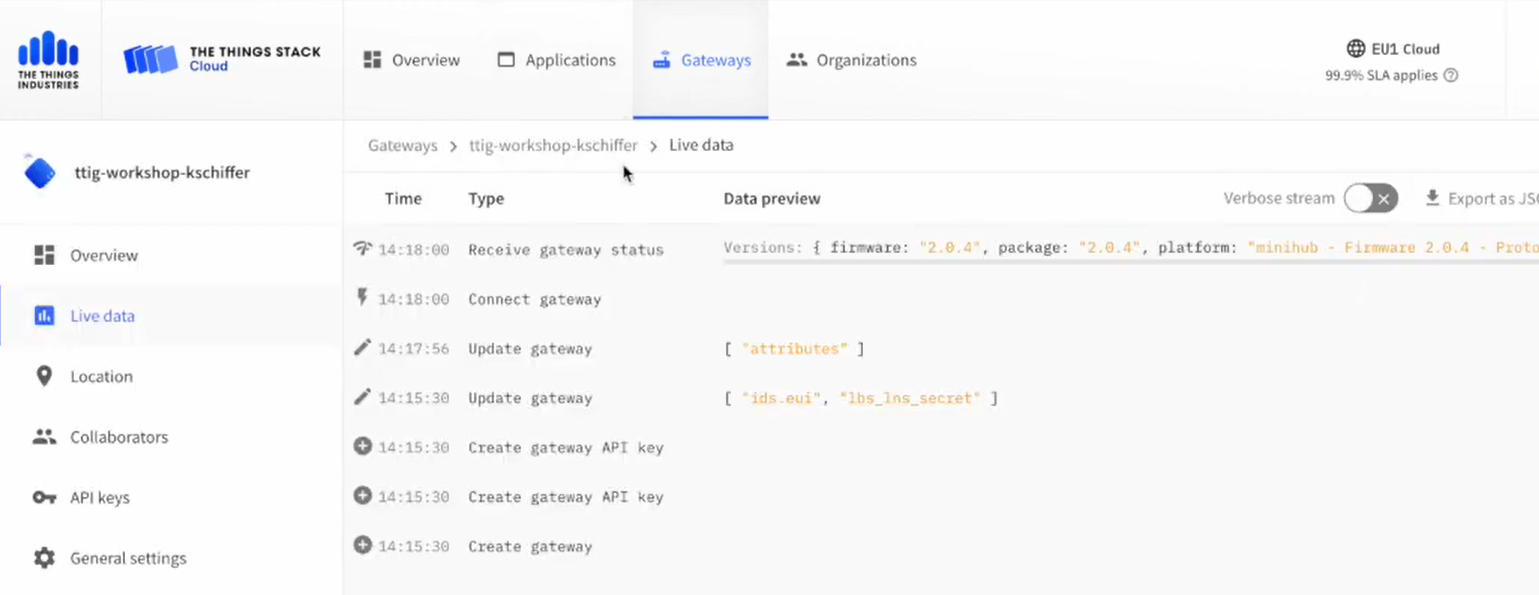 THE THINGS
INDUSTRIES
THE THINGS STACK
Cloud
Overview
Applications
Gateways
Organizations
EU1 Cloud
99.9% SLA applies
ttig-workshop-kschiffer
Overview
Live data
Location
Collaborators
API keys
General settings
Gateways > ttig-workshop-kschiffer > Live data
Time Type Data preview Verbose stream Export as JSO
14:18:00 Receive gateway status Versions: { firmware: "2.0.4", package: "2.0.4", platform: "minihub - Firmware 2.0.4 - Proto
14:18:00 Connect gateway
14:17:56 Update gateway [ "attributes" ]
14:15:30 Update gateway [ "ids.eui", "lbs_lns_secret" ]
14:15:30 Create gateway API key
14:15:30 Create gateway API key
14:15:30 Create gateway